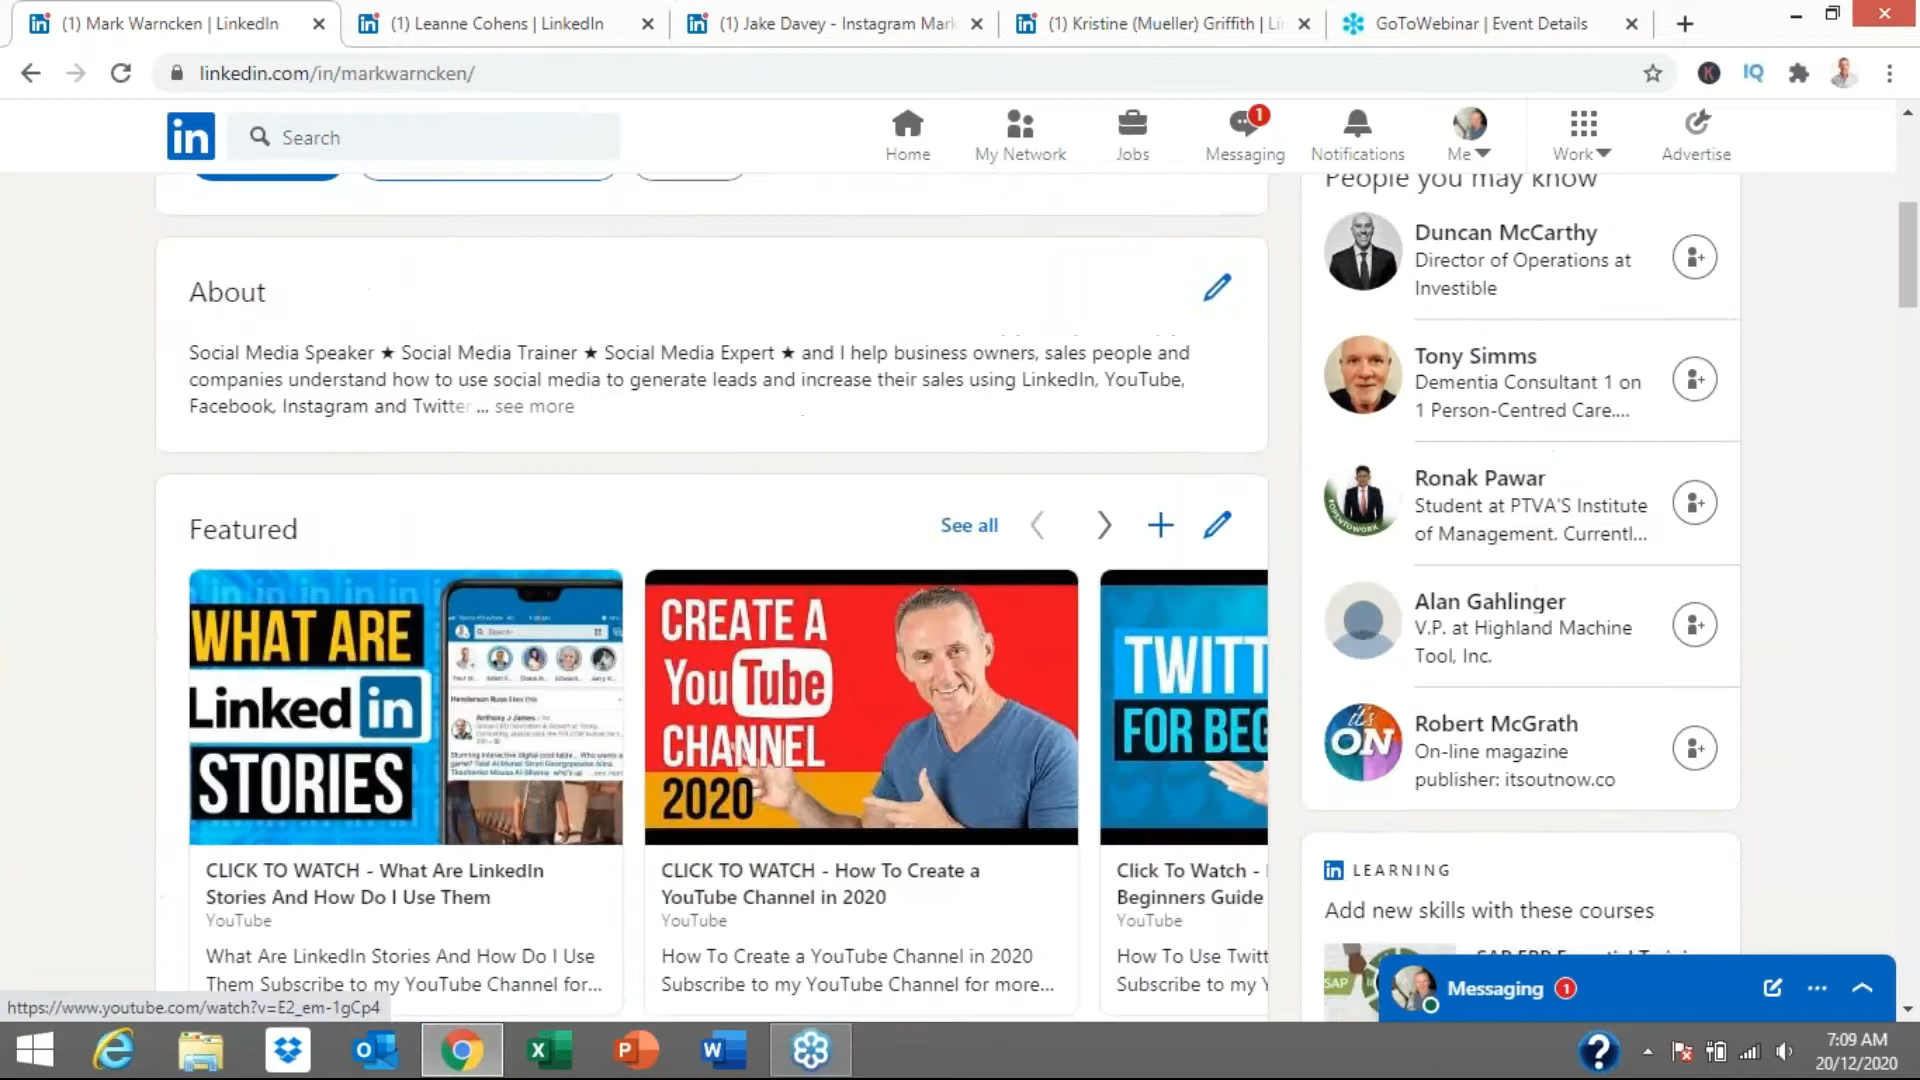 (1) Mark Warncken | LinkedIn
(1) Leanne Cohens | LinkedIn
(1) Jake Davey - Instagram Mark
(1) Kristine (Mueller) Griffith | Li
GoToWebinar | Event Details
linkedin.com/in/markwarncken/
IQ
in
Search
Home
My Network
Jobs
1
Messaging
Notifications
Me
Work
Advertise
People you may know
Duncan McCarthy
Director of Operations at
Investible
Tony Simms
Dementia Consultant 1 on
1 Person-Centred Care....
Ronak Pawar
Student at PTVA'S Institute
of Management. Currentl...
Alan Gahlinger
V.P. at Highland Machine
Tool, Inc.
it's
ON
Robert McGrath
On-line magazine
publisher: itsoutnow.co
About
Social Media Speaker ★ Social Media Trainer ★ Social Media Expert ★ and I help business owners, sales people and
companies understand how to use social media to generate leads and increase their sales using LinkedIn, YouTube,
Facebook, Instagram and Twitter ... see more
Featured
See all
WHAT ARE
Linked in
STORIES
CREATE A
YouTube
CHANNEL
2020
TWITT
FOR BEG
CLICK TO WATCH - What Are LinkedIn
Stories And How Do I Use Them
YouTube
What Are LinkedIn Stories And How Do I Use
Them Subscribe to my YouTube Channel for...
CLICK TO WATCH - How To Create a
YouTube Channel in 2020
YouTube
How To Create a YouTube Channel in 2020
Subscribe to my YouTube Channel for more...
Click To Watch -
Beginners Guide
YouTube
How To Use Twitt
Subscribe to my Y
in LEARNING
Add new skills with these courses
SAP
Messaging 1
https://www.youtube.com/watch?v=E2_em-1gCp4
7:09 AM
20/12/2020